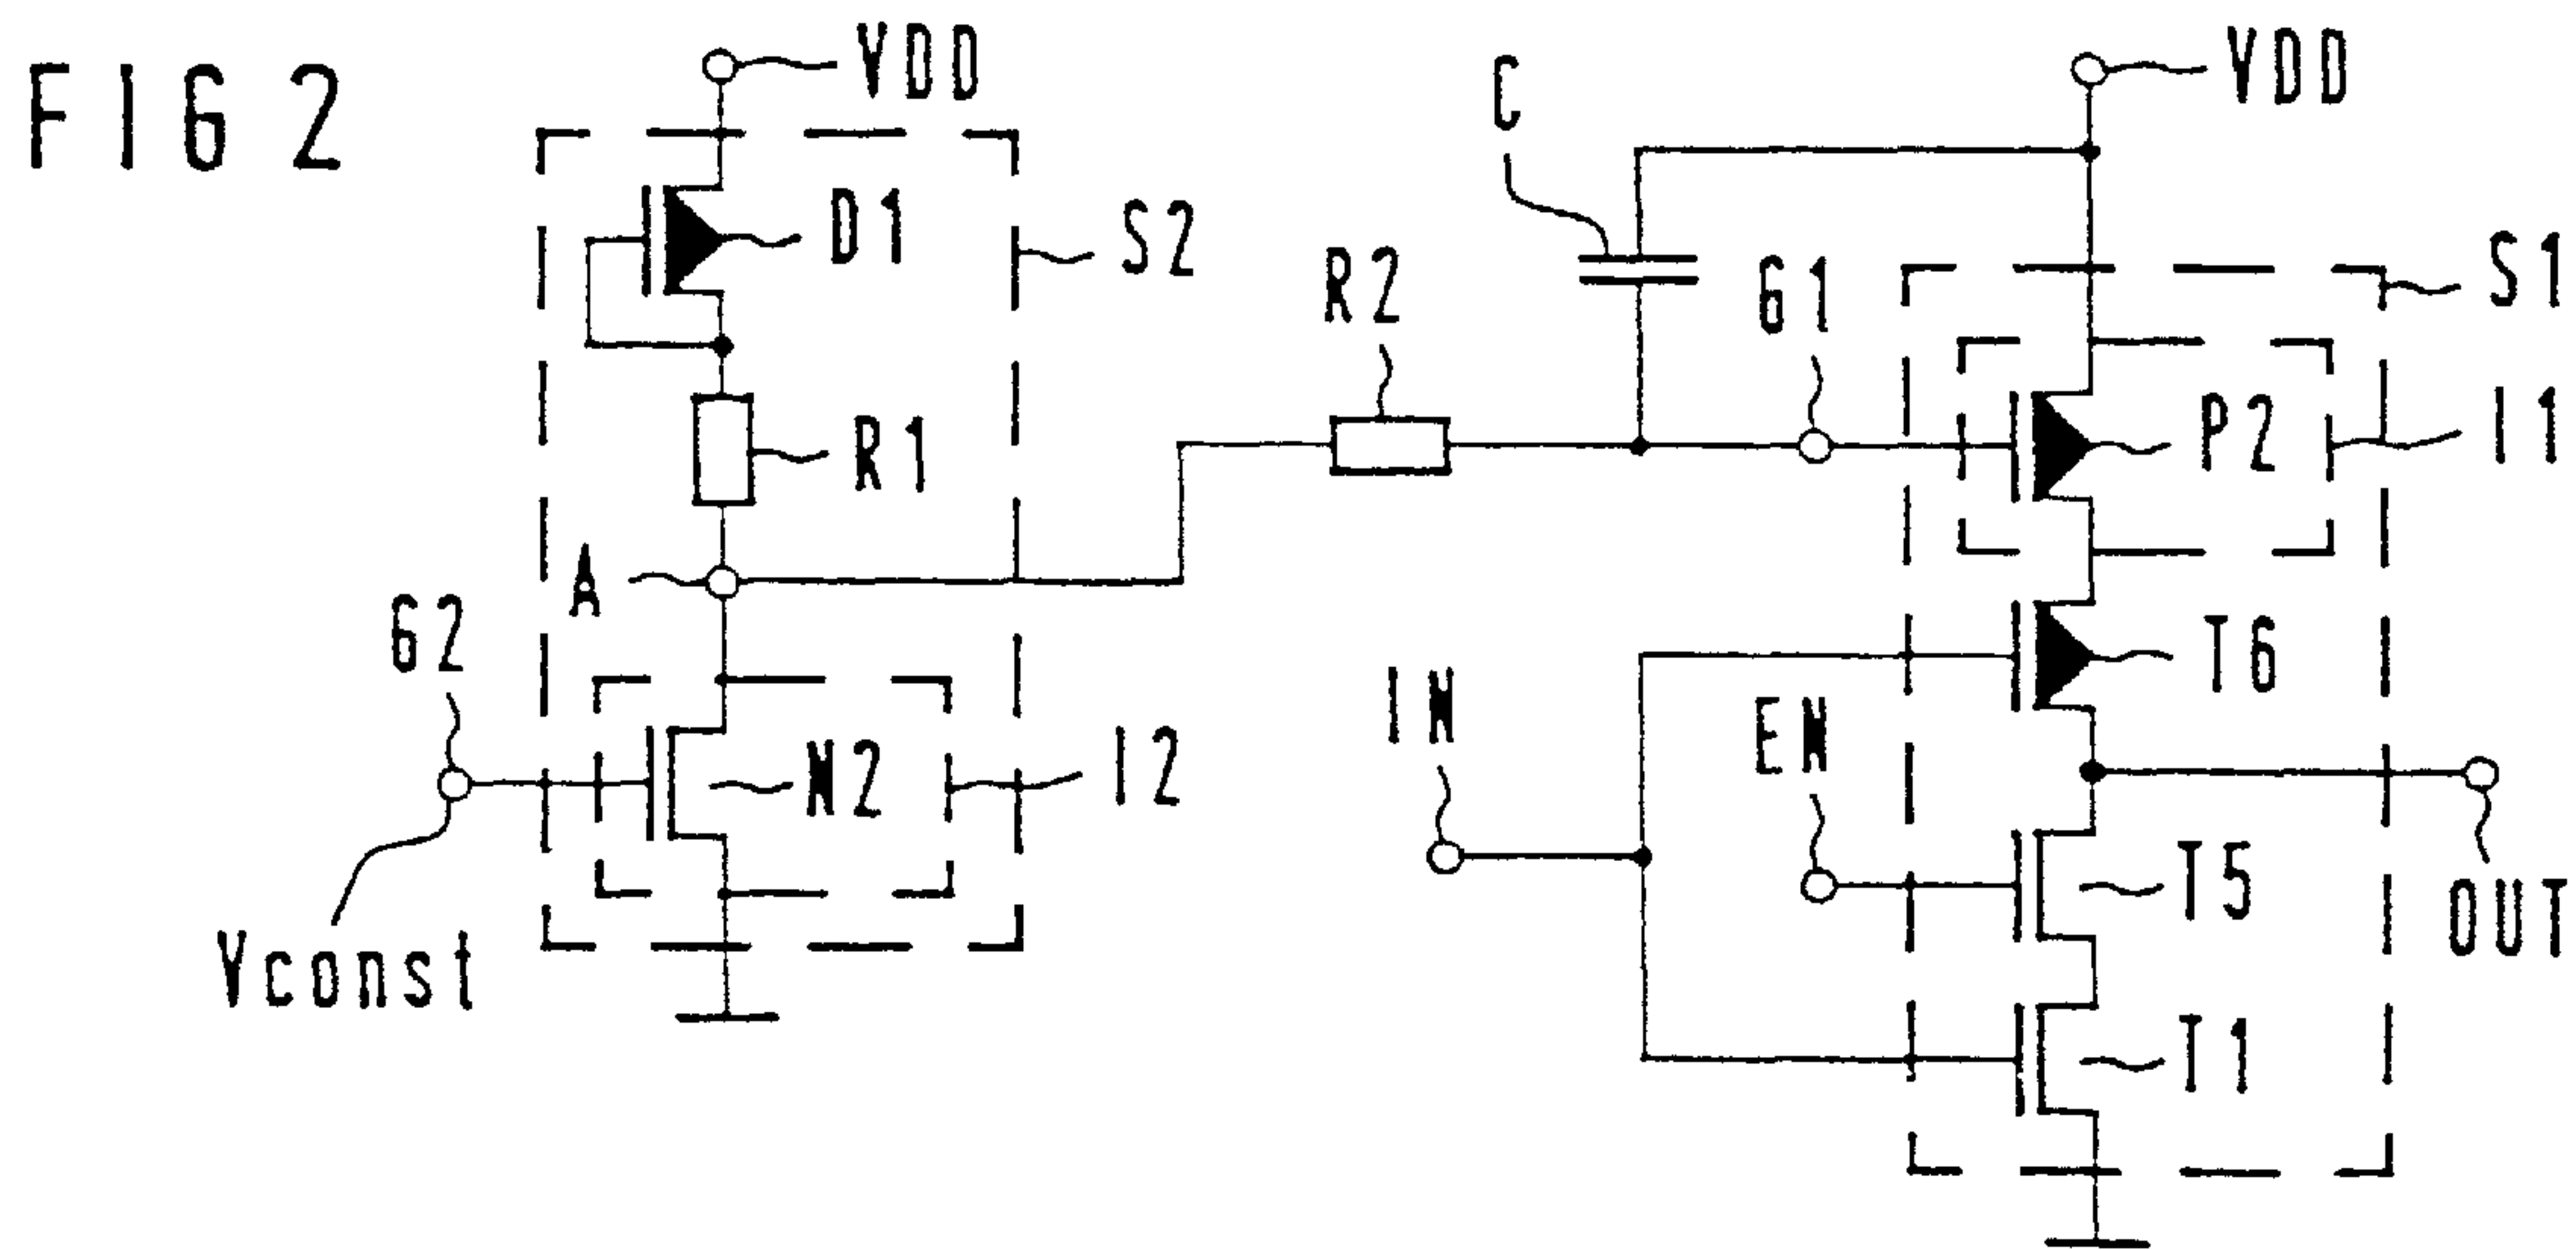 FIG 2
VDD
D1
S2
R1
A
G2
N2
I2
Vconst
VDD
C
R2
G1
S1
P2
I1
T6
IN
EN
T5
OUT
T1